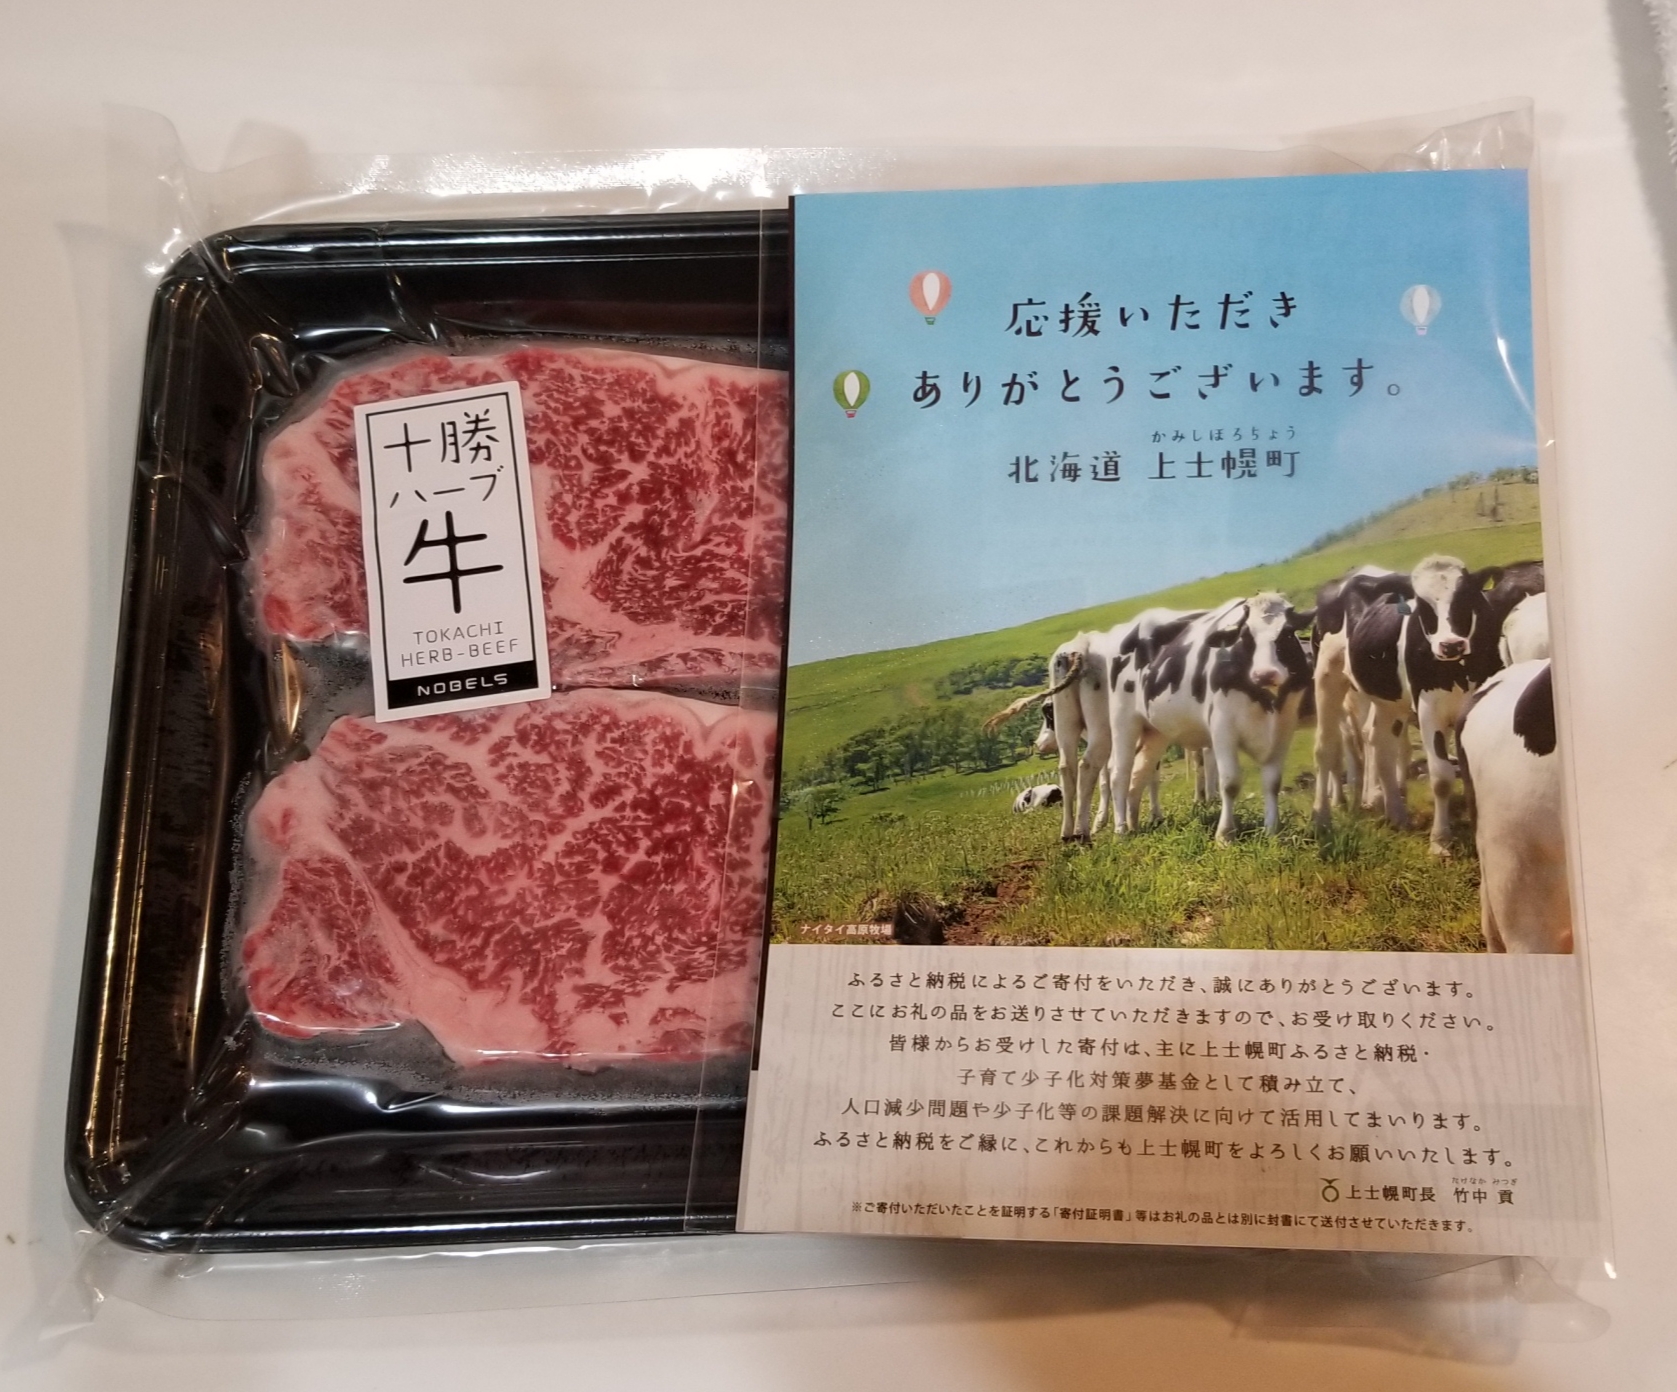 十勝
ハーブ
牛
TOKACHI
HERB-BEEF
NOBELS
応援いただき
ありがとうございます。
かみしほろちょう
北海道 上士幌町
ナイタイ高原牧場
ふるさと納税によるご寄付をいただき、誠にありがとうございます。
ここにお礼の品をお送りさせていただきますので、お受け取りください。
皆様からお受けした寄付は、主に上士幌町ふるさと納税・
子育て少子化対策夢基金として積み立て、
人口減少問題や少子化等の課題解決に向けて活用してまいります。
ふるさと納税をご縁に、これからも上士幌町をよろしくお願いいたします。
たけなか みつぎ
上士幌町長 竹中 貢
※ご寄付いただいたことを証明する「寄付証明書」等はお礼の品とは別に封書にて送付させていただきます。